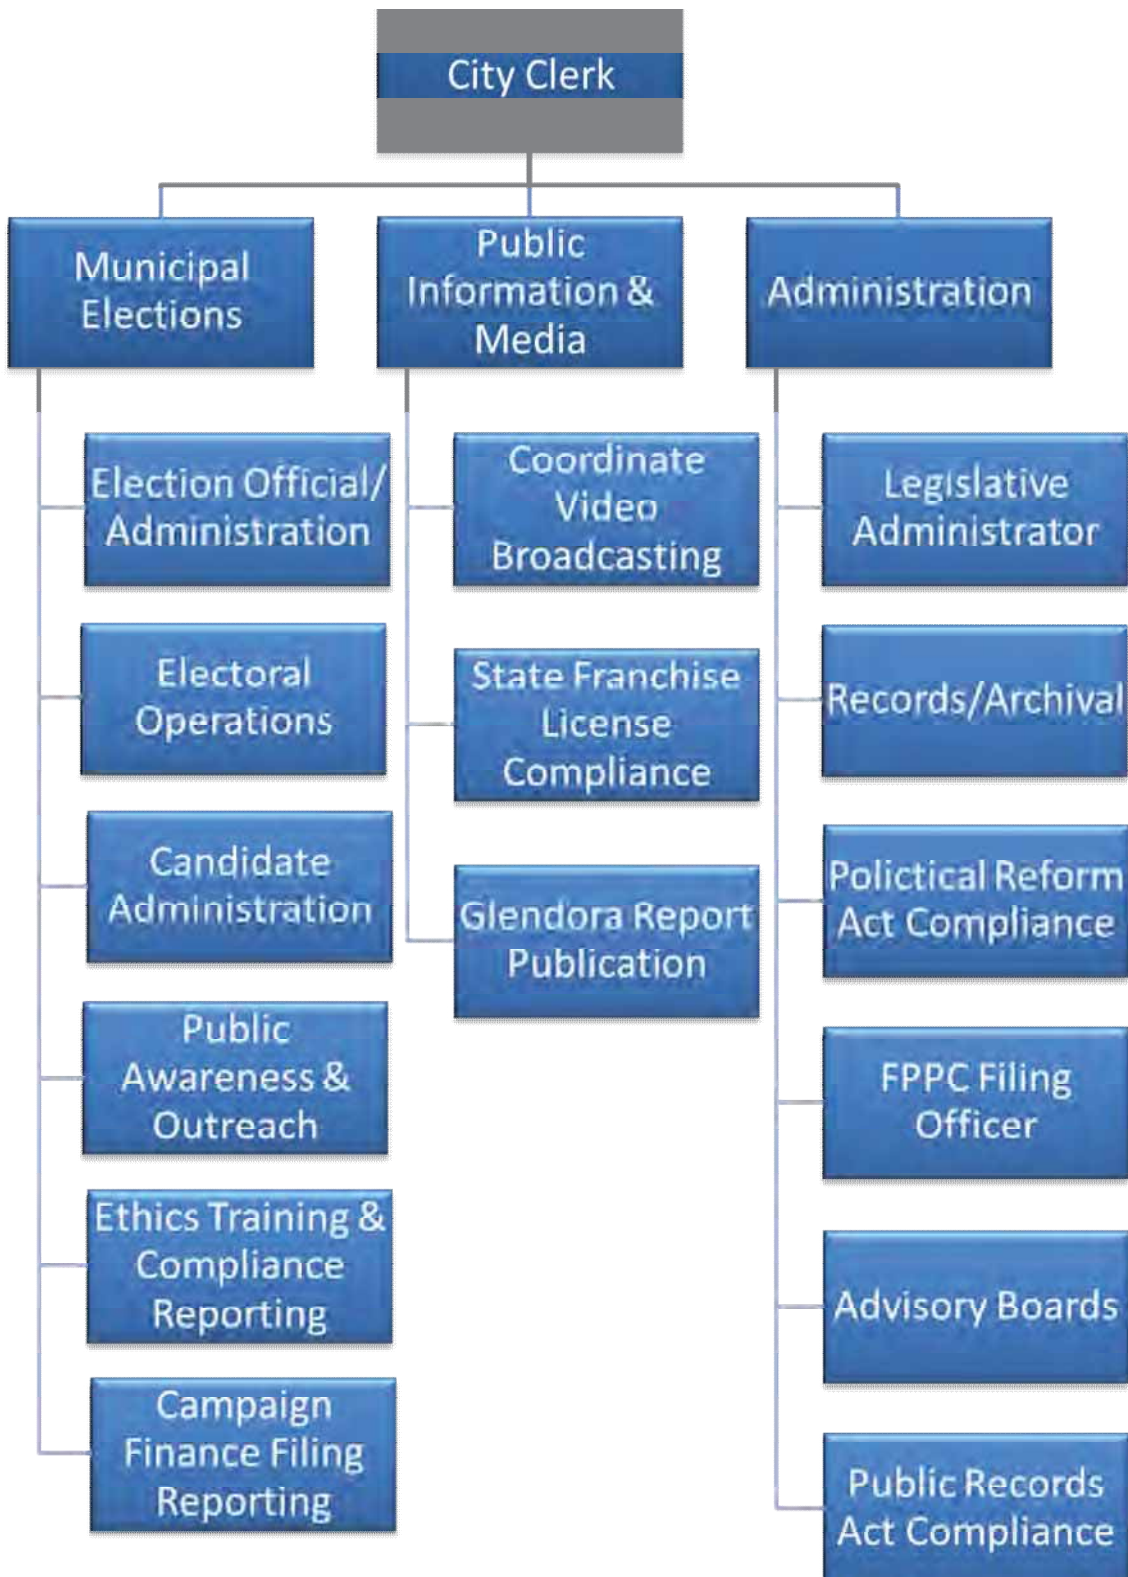 City Clerk
Municipal
Elections
Public
Information &
Media
Administration
Election Official/
Administration
Electoral
Operations
Candidate
Administration
Public
Awareness &
Outreach
Ethics Training &
Compliance
Reporting
Campaign
Finance Filing
Reporting
Coordinate
Video
Broadcasting
State Franchise
License
Compliance
Glendora Report
Publication
Legislative
Administrator
Records/Archival
Polictical Reform
Act Compliance
FPPC Filing
Officer
Advisory Boards
Public Records
Act Compliance